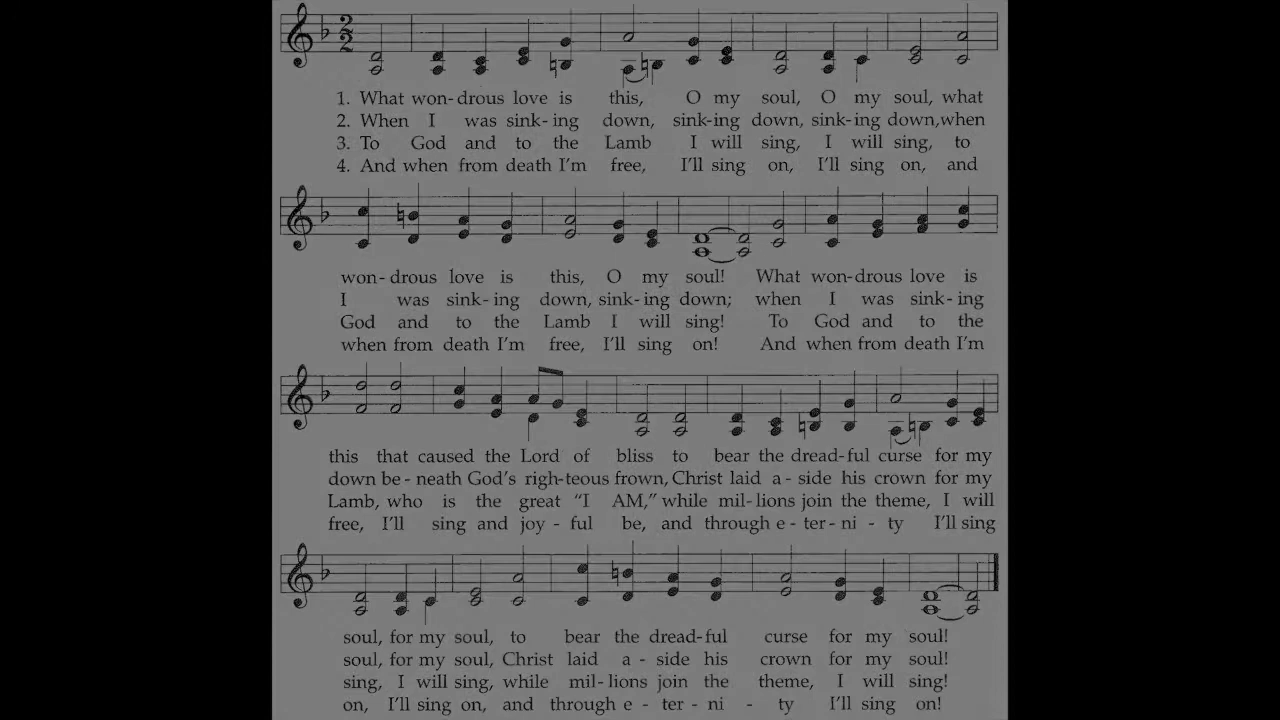 1. What won- drous love is this, O my soul, O my soul, what
2. When I was sink- ing down, sink- ing down, sink- ing down, when
3. To God and to the Lamb I will sing, I will sing, to
4. And when from death I'm free, I'll sing on, I'll sing on, and
won- drous love is this, O my soul! What won- drous love is
I was sink- ing down, sink- ing down; when I was sink- ing
God and to the Lamb I will sing! To God and to the
when from death I'm free, I'll sing on! And when from death I'm
this that caused the Lord of bliss to bear the dread- ful curse for my
down be - neath God's righ- teous frown, Christ laid a - side his crown for my
Lamb, who is the great "I AM," while mil- lions join the theme, I will
free, I'll sing and joy - ful be, and through e - ter - ni - ty I'll sing
soul, for my soul, to bear the dread- ful curse for my soul!
soul, for my soul, Christ laid a - side his crown for my soul!
sing, I will sing, while mil- lions join the theme, I will sing!
on, I'll sing on, and through e - ter - ni - ty I'll sing on!